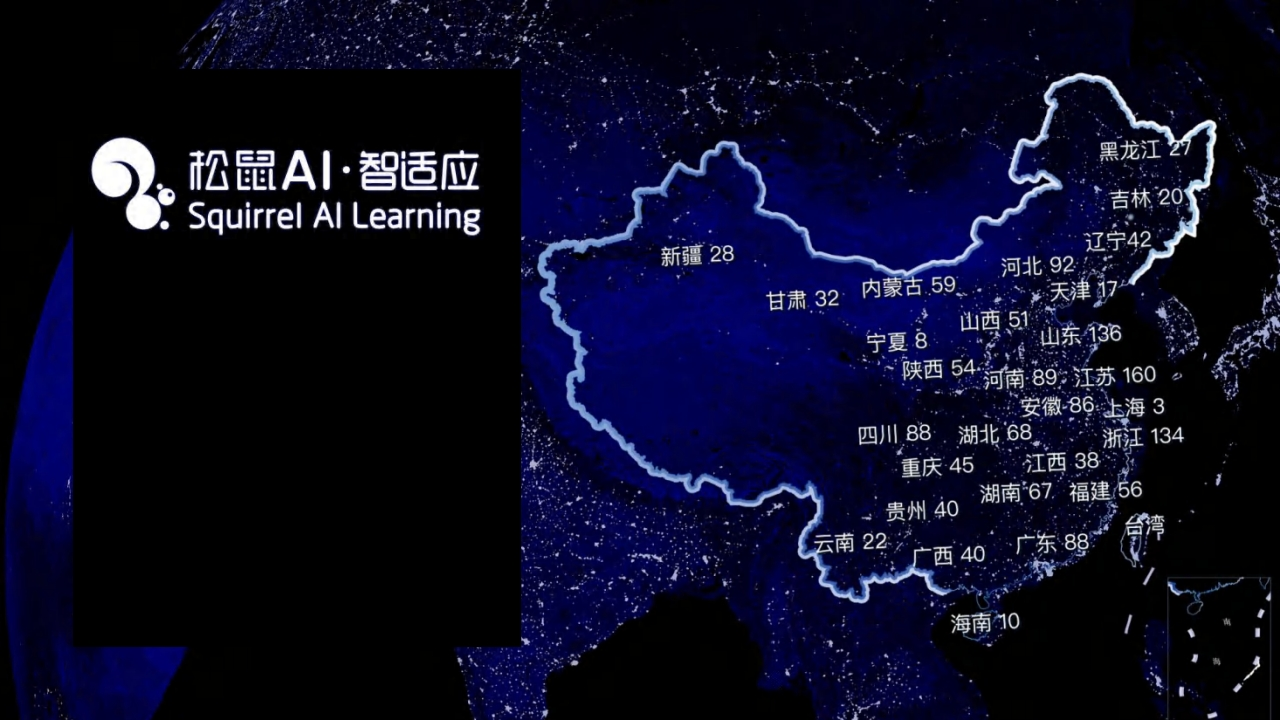 松鼠AI·智适应
Squirrel AI Learning
黑龙江 27
吉林 20
辽宁42
新疆 28
河北 92
甘肃 32
内蒙古 59
天津 17
山西 51
宁夏 8
山东 136
陕西 54
河南 89
江苏 160
安徽 86
上海 3
四川 88
湖北 68
浙江 134
重庆 45
江西 38
湖南 67
福建 56
贵州 40
台湾
云南 22
广西 40
广东 88
海南 10
南
海